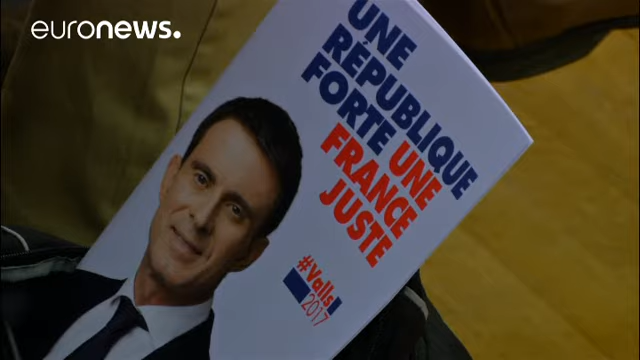 euronews.
UNE
RÉPUBLIQUE
FORTE UNE
FRANCE
JUSTE
#Valls
2017